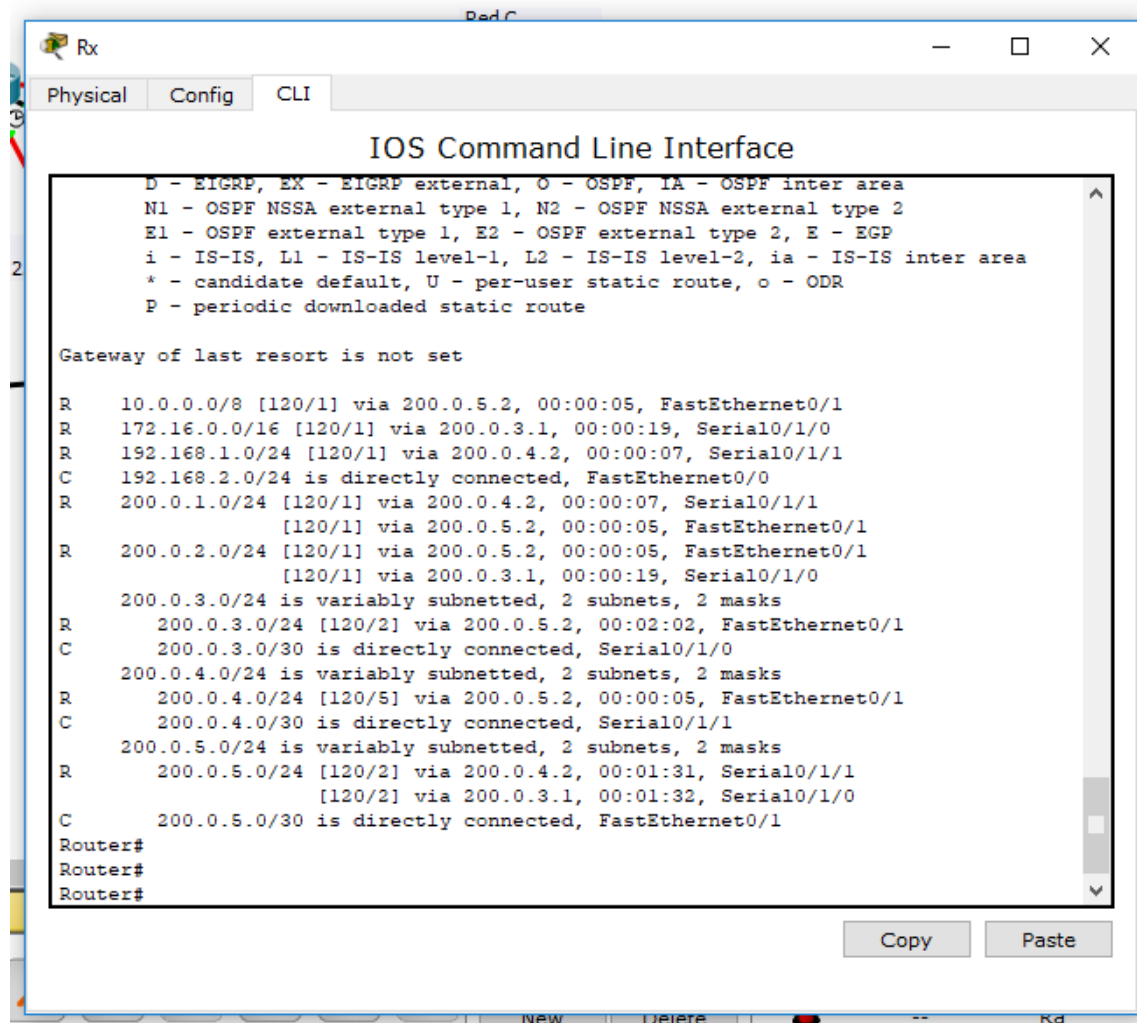 Red C
Rx
Physical Config CLI
IOS Command Line Interface
D - EIGRP, EX - EIGRP external, O - OSPF, IA - OSPF inter area
N1 - OSPF NSSA external type 1, N2 - OSPF NSSA external type 2
E1 - OSPF external type 1, E2 - OSPF external type 2, E - EGP
i - IS-IS, L1 - IS-IS level-1, L2 - IS-IS level-2, ia - IS-IS inter area
* - candidate default, U - per-user static route, o - ODR
P - periodic downloaded static route
Gateway of last resort is not set
R 10.0.0.0/8 [120/1] via 200.0.5.2, 00:00:05, FastEthernet0/1
R 172.16.0.0/16 [120/1] via 200.0.3.1, 00:00:19, Serial0/1/0
R 192.168.1.0/24 [120/1] via 200.0.4.2, 00:00:07, Serial0/1/1
C 192.168.2.0/24 is directly connected, FastEthernet0/0
R 200.0.1.0/24 [120/1] via 200.0.4.2, 00:00:07, Serial0/1/1
[120/1] via 200.0.5.2, 00:00:05, FastEthernet0/1
R 200.0.2.0/24 [120/1] via 200.0.5.2, 00:00:05, FastEthernet0/1
[120/1] via 200.0.3.1, 00:00:19, Serial0/1/0
200.0.3.0/24 is variably subnetted, 2 subnets, 2 masks
R 200.0.3.0/24 [120/2] via 200.0.5.2, 00:02:02, FastEthernet0/1
C 200.0.3.0/30 is directly connected, Serial0/1/0
200.0.4.0/24 is variably subnetted, 2 subnets, 2 masks
R 200.0.4.0/24 [120/5] via 200.0.5.2, 00:00:05, FastEthernet0/1
C 200.0.4.0/30 is directly connected, Serial0/1/1
200.0.5.0/24 is variably subnetted, 2 subnets, 2 masks
R 200.0.5.0/24 [120/2] via 200.0.4.2, 00:01:31, Serial0/1/1
[120/2] via 200.0.3.1, 00:01:32, Serial0/1/0
C 200.0.5.0/30 is directly connected, FastEthernet0/1
Router#
Router#
Router#
Copy Paste
New Delete -- Ra
2